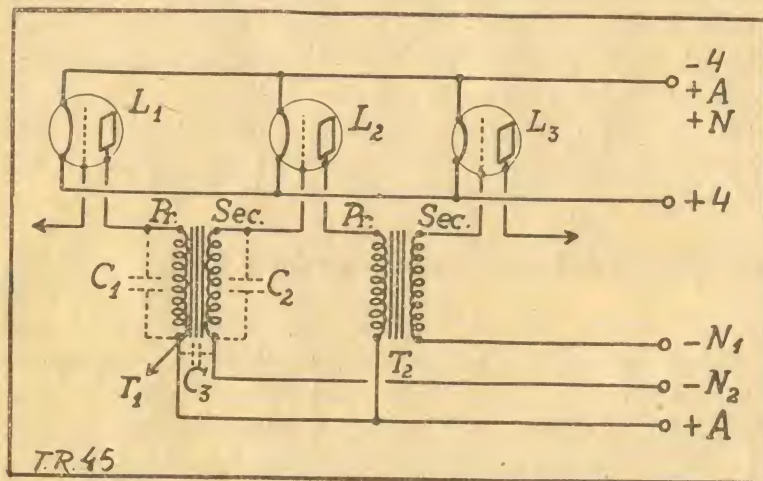 -4
+A
+N
L1
L2
L3
+4
Pr. Sec.
Pr. Sec.
C1
C2
C3
T1
T2
-N1
-N2
+A
T.R.45